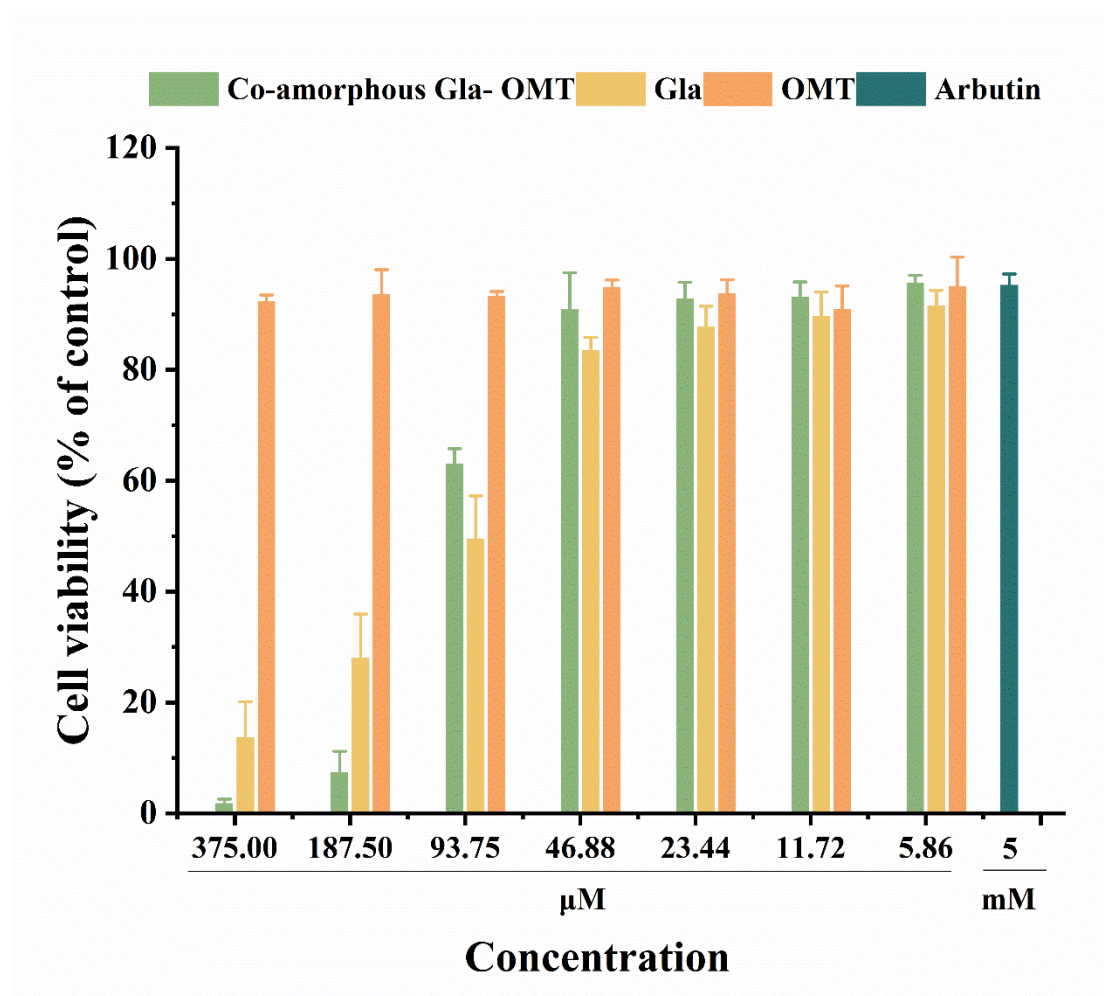 Co-amorphous Gla- OMT Gla OMT Arbutin
Cell viability (% of control)
120
100
80
60
40
20
0
375.00 187.50 93.75 46.88 23.44 11.72 5.86 5
μM mM
Concentration